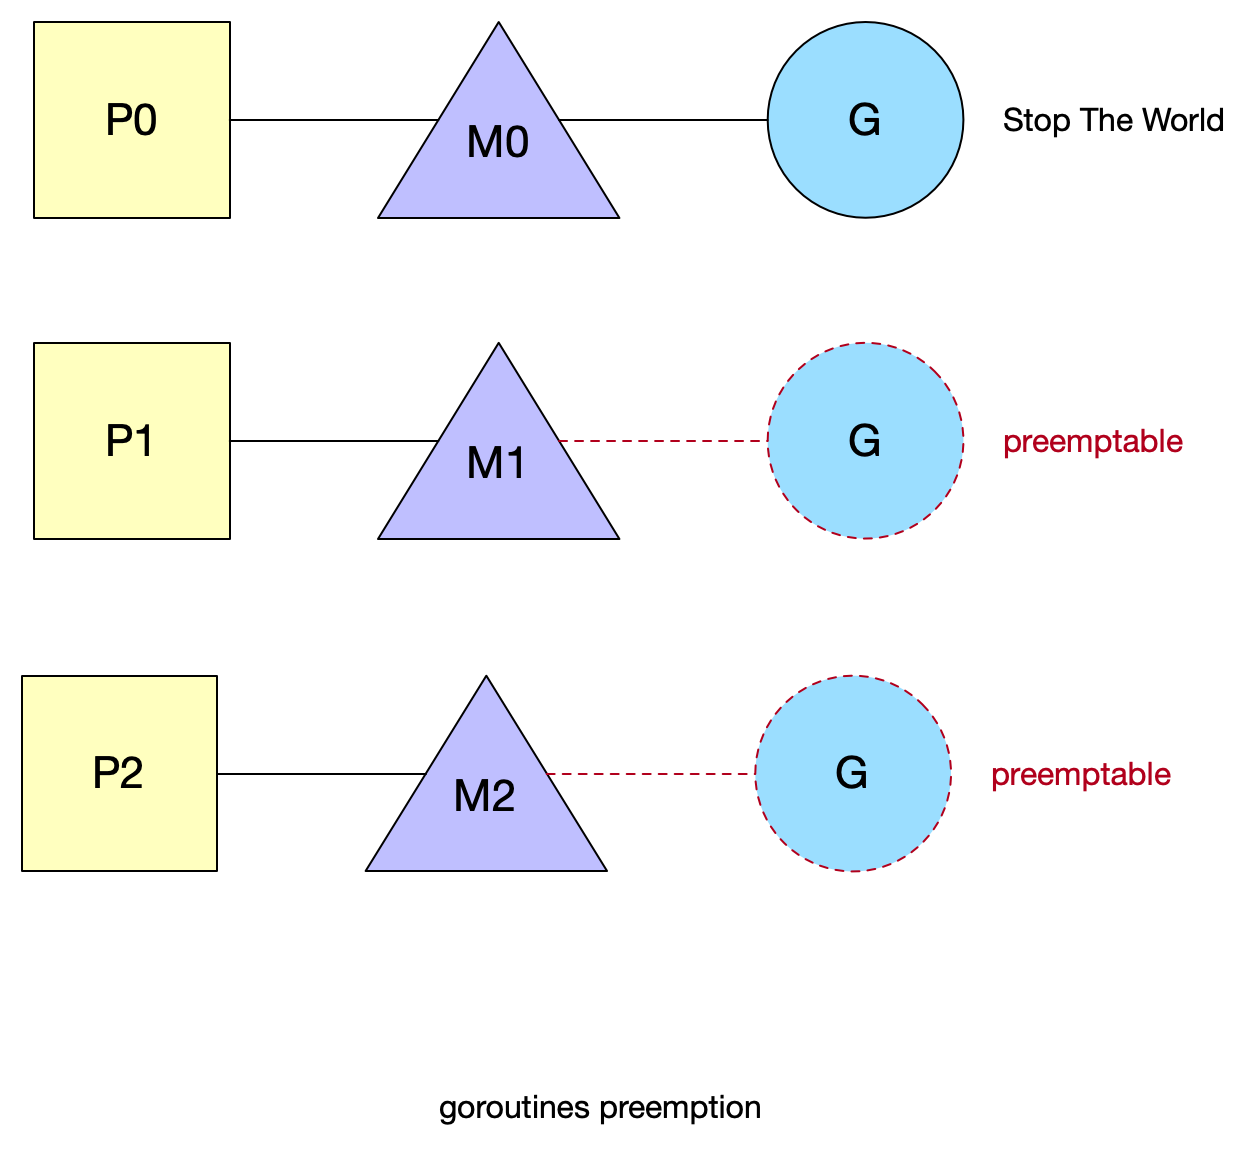 P0
M0
G
Stop The World
P1
M1
G
preemptable
P2
M2
G
preemptable
goroutines preemption